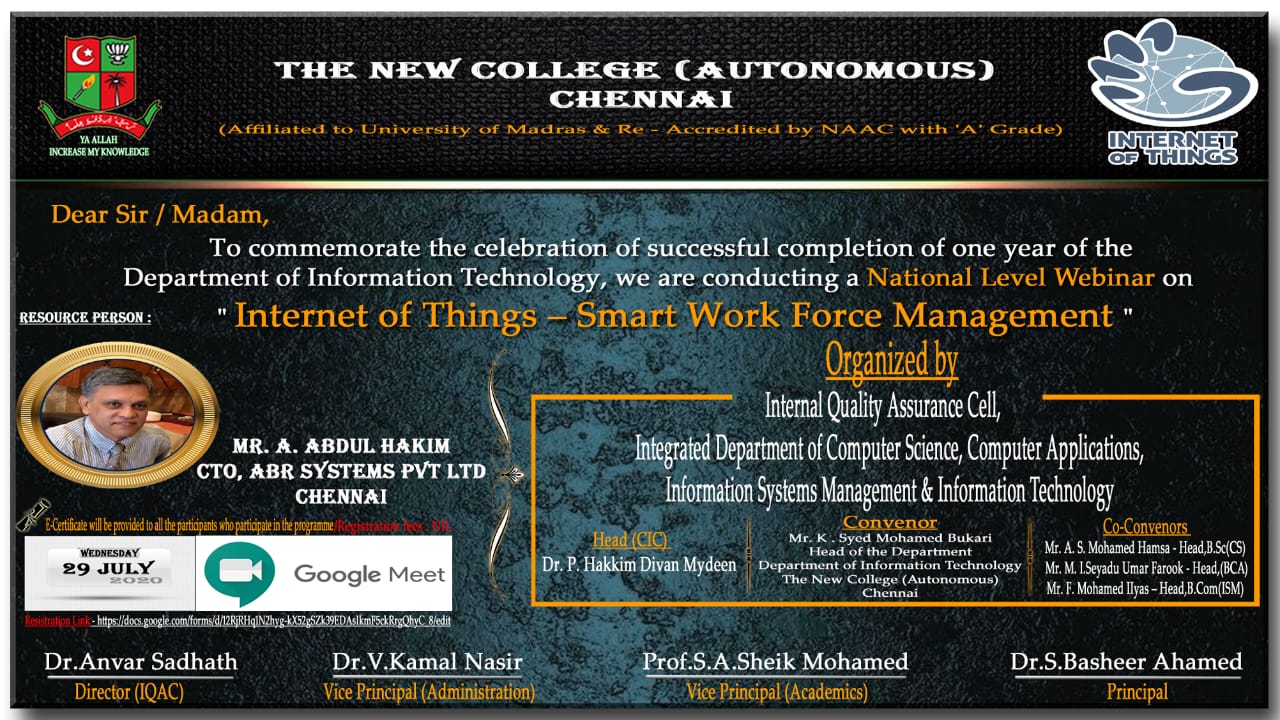 THE NEW COLLEGE (AUTONOMOUS)
CHENNAI
(Affiliated to University of Madras & Re - Accredited by NAAC with 'A' Grade)
YA ALLAH
INCREASE MY KNOWLEDGE
INTERNET
OF THINGS
Dear Sir / Madam,
To commemorate the celebration of successful completion of one year of the
Department of Information Technology, we are conducting a National Level Webinar on
" Internet of Things – Smart Work Force Management "
RESOURCE PERSON :
MR. A. ABDUL HAKIM
CTO, ABR SYSTEMS PVT LTD
CHENNAI
Organized by
Internal Quality Assurance Cell,
Integrated Department of Computer Science, Computer Applications,
Information Systems Management & Information Technology
Head (CIC)
Dr. P. Hakkim Divan Mydeen
Convenor
Mr. K . Syed Mohamed Bukari
Head of the Department
Department of Information Technology
The New College (Autonomous)
Chennai
Co-Convenors
Mr. A. S. Mohamed Hamsa - Head,B.Sc(CS)
Mr. M. I.Seyadu Umar Farook - Head,(BCA)
Mr. F. Mohamed Ilyas – Head,B.Com(ISM)
E-Certificate will be provided to all the participants who participate in the programme/Registration fees : NIL
WEDNESDAY
29 JULY
2020
Google Meet
Resistration Link - https://docs.google.com/forms/d/
Dr.Anvar Sadhath
Director (IQAC)
Dr.V.Kamal Nasir
Vice Principal (Administration)
Prof.S.A.Sheik Mohamed
Vice Principal (Academics)
Dr.S.Basheer Ahamed
Principal